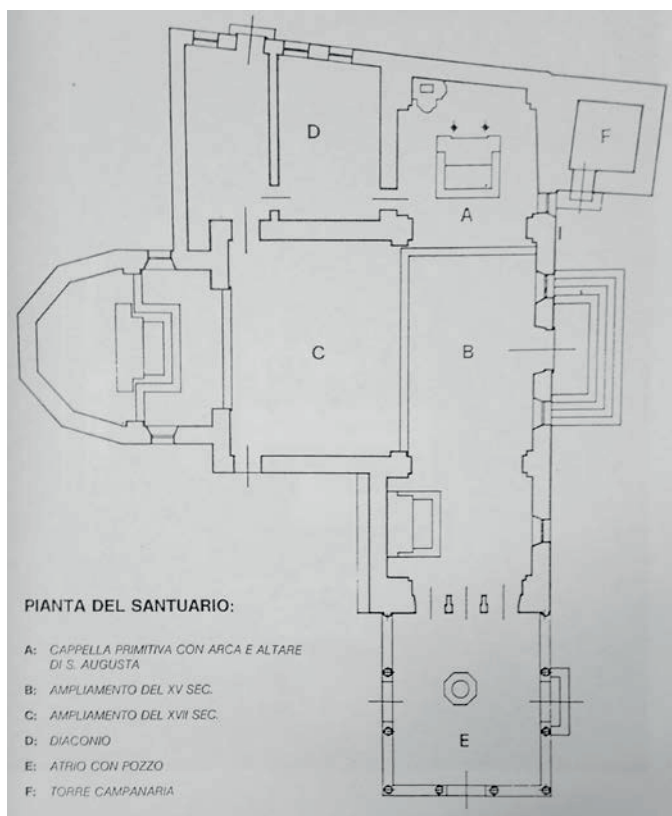 D
F
A
C
B
E
PIANTA DEL SANTUARIO:
A: CAPPELLA PRIMITIVA CON ARCA E ALTARE
DI S. AUGUSTA
B: AMPLIAMENTO DEL XV SEC.
C: AMPLIAMENTO DEL XVII SEC.
D: DIACONIO
E: ATRIO CON POZZO
F: TORRE CAMPANARIA